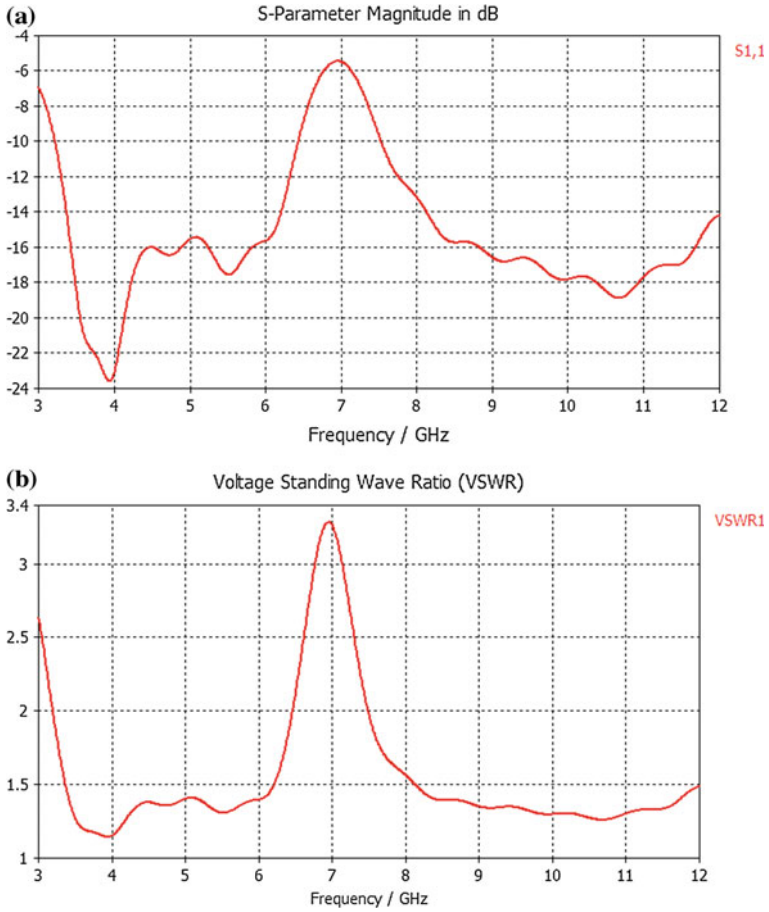 (a)
S-Parameter Magnitude in dB
S1,1
-4
-6
-8
-10
-12
-14
-16
-18
-20
-22
-24
3 4 5 6 7 8 9 10 11 12
Frequency / GHz
(b)
Voltage Standing Wave Ratio (VSWR)
VSWR1
3.4
3
2.5
2
1.5
1
3 4 5 6 7 8 9 10 11 12
Frequency / GHz